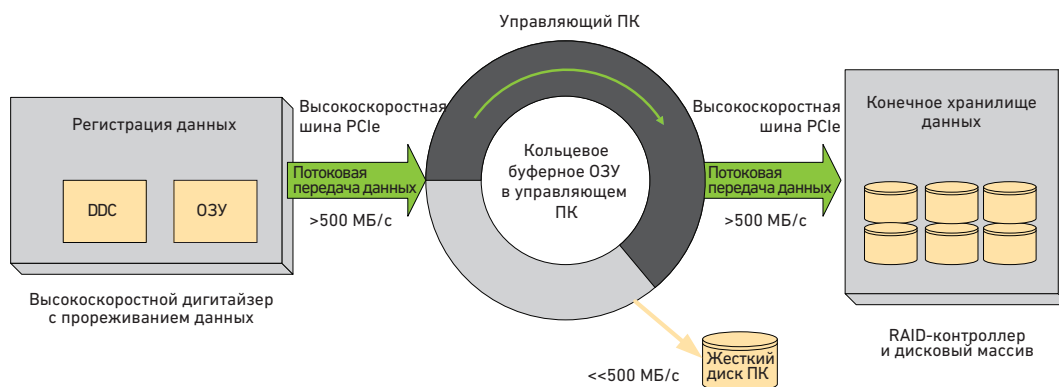 Управляющий ПК
Регистрация данных
DDC
ОЗУ
Высокоскоростной дигитайзер
с прореживанием данных
Высокоскоростная
шина PCIe
Потоковая
передача данных
>500 МБ/с
Кольцевое
буферное ОЗУ
в управляющем
ПК
Высокоскоростная
шина PCIe
Потоковая
передача данных
>500 МБ/с
<<500 МБ/с
Жесткий
диск ПК
Конечное хранилище
данных
RAID-контроллер
и дисковый массив